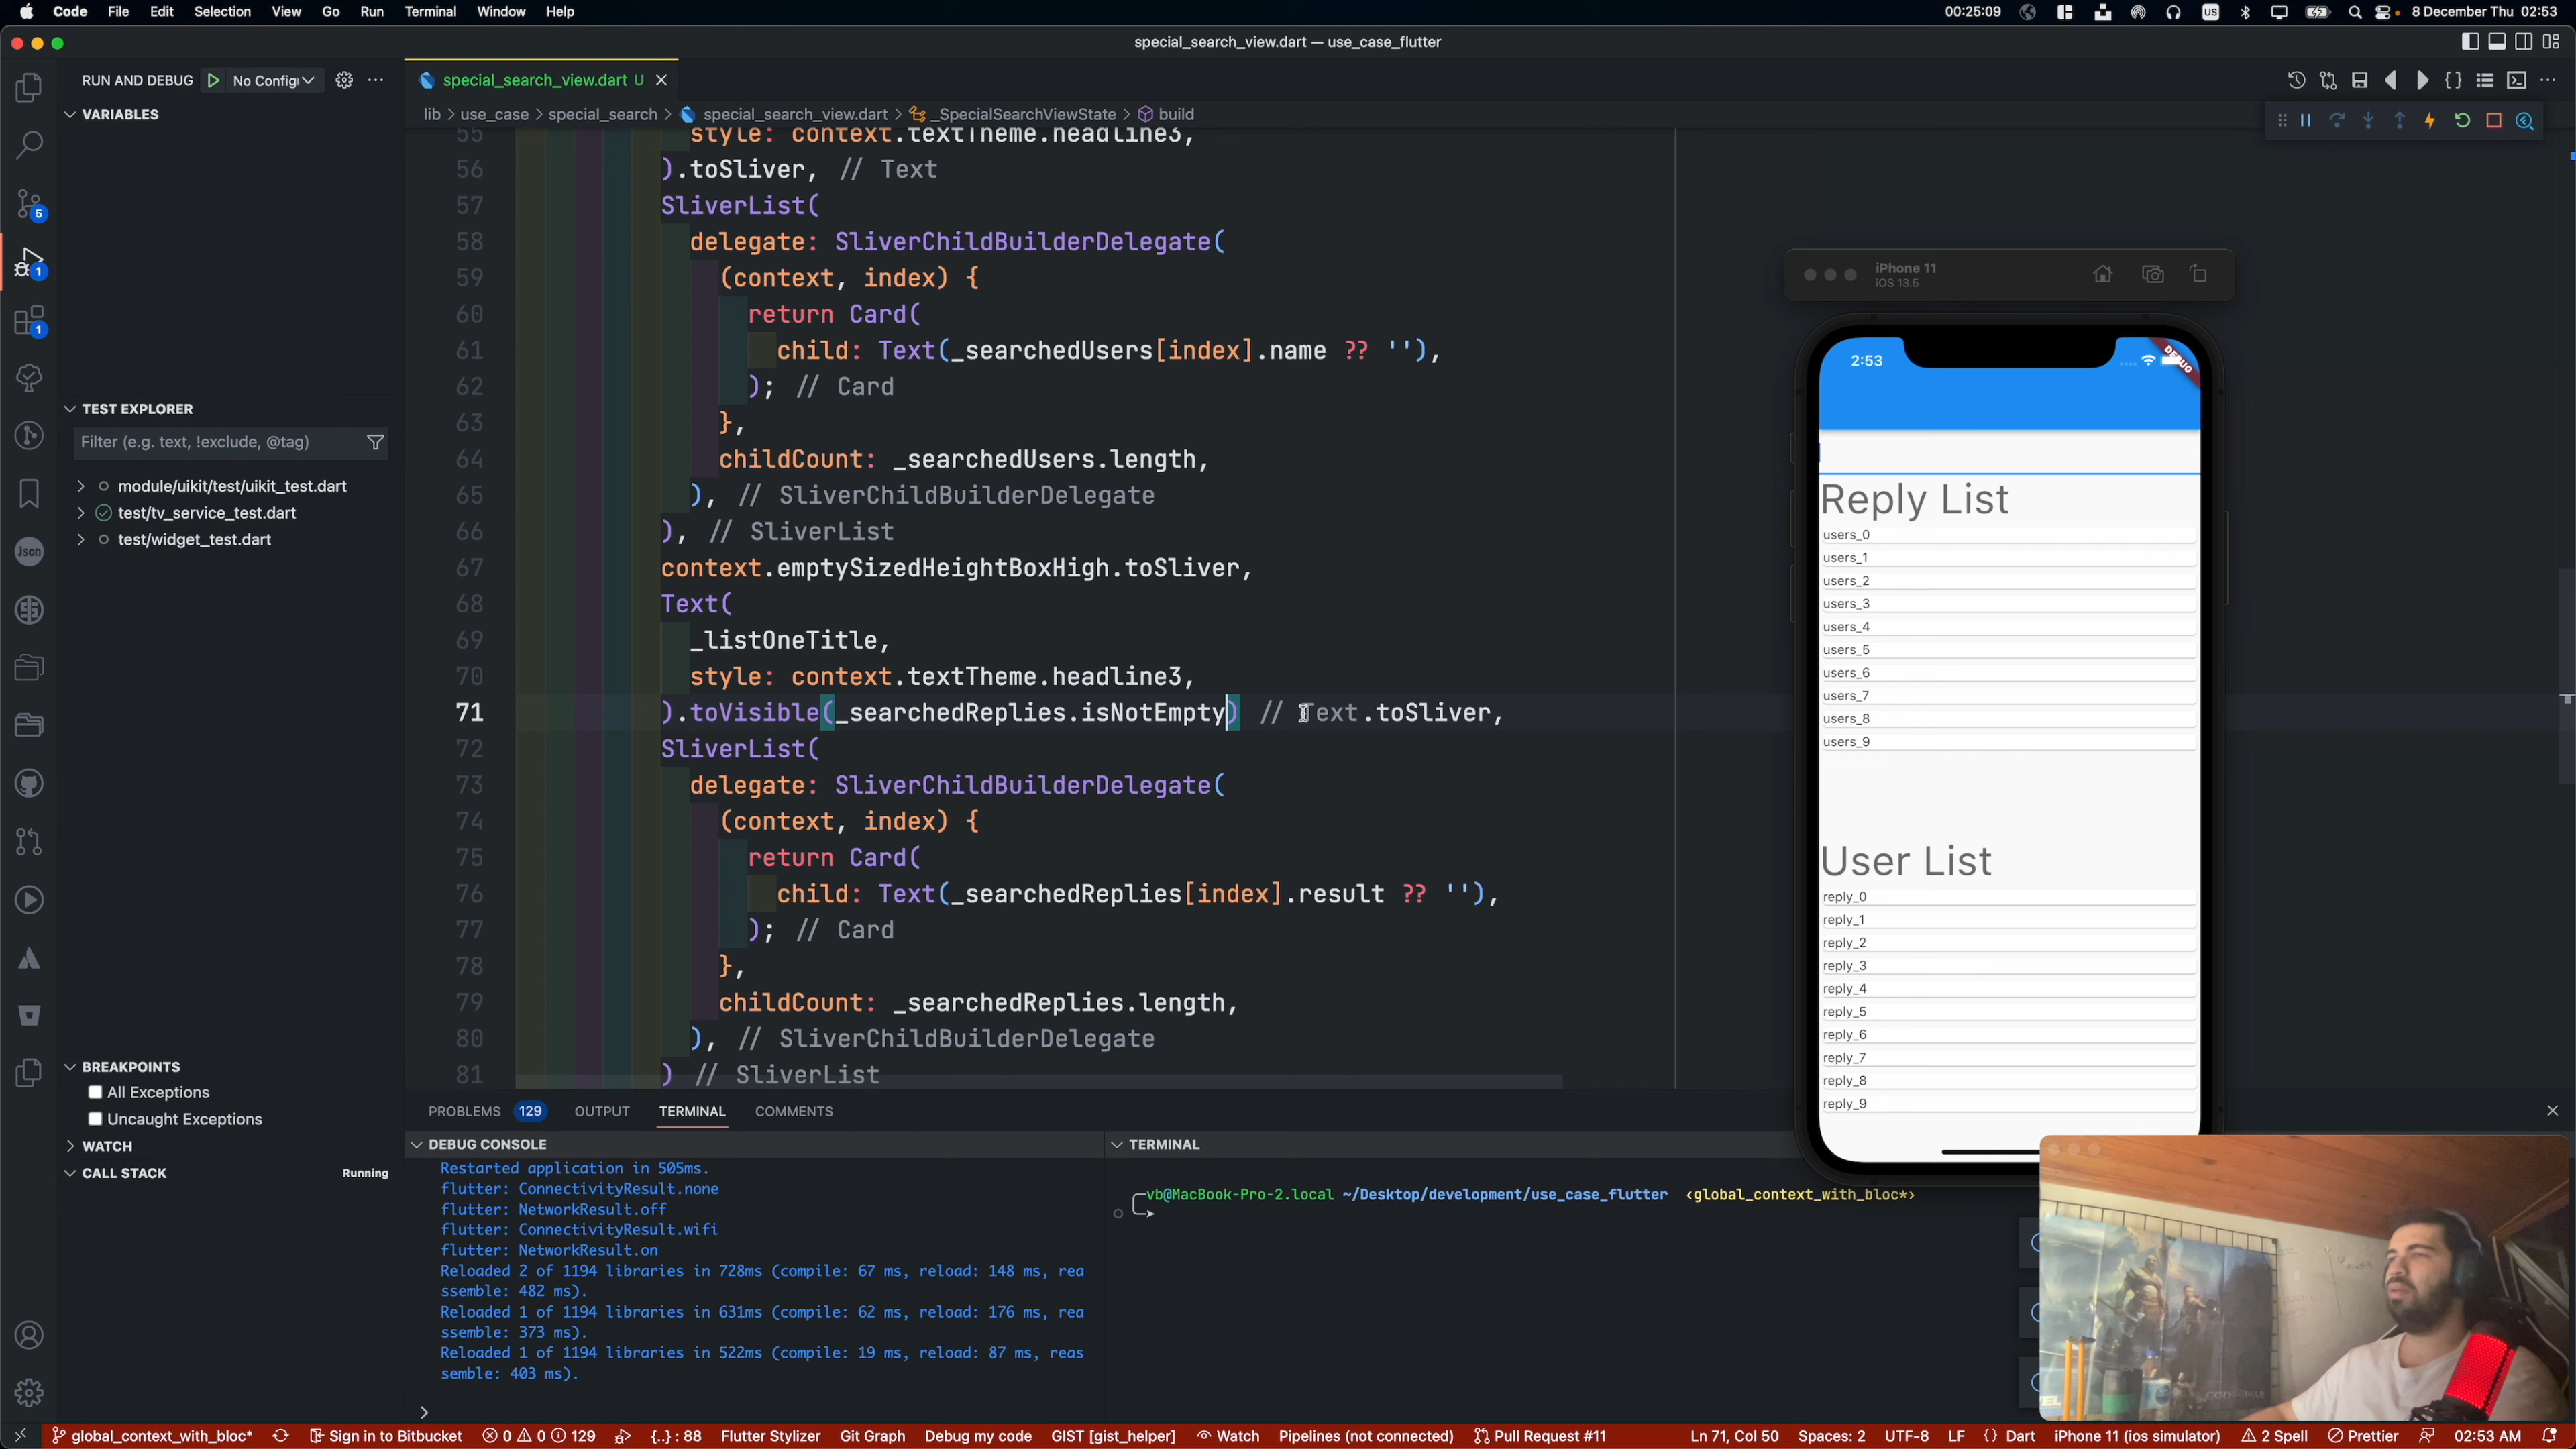 Code File Edit Selection View Go Run Terminal Window Help 00:25:09 US 8 December Thu 02:53
special_search_view.dart — use_case_flutter
RUN AND DEBUG No Config
special_search_view.dart U
lib > use_case > special_search > special_search_view.dart > _SpecialSearchViewState > build
VARIABLES
TEST EXPLORER
Filter (e.g. text, !exclude, @tag)
module/uikit/test/uikit_test.dart
test/tv_service_test.dart
test/widget_test.dart
BREAKPOINTS
All Exceptions
Uncaught Exceptions
WATCH
CALL STACK Running
5
1
1
Json
55 style: context.textTheme.headline3,
56 ).toSliver, // Text
57 SliverList(
58 delegate: SliverChildBuilderDelegate(
59 (context, index) {
60 return Card(
61 child: Text(_searchedUsers[index].name ?? ''),
62 ); // Card
63 },
64 childCount: _searchedUsers.length,
65 ), // SliverChildBuilderDelegate
66 ), // SliverList
67 context.emptySizedHeightBoxHigh.toSliver,
68 Text(
69 _listOneTitle,
70 style: context.textTheme.headline3,
71 ).toVisible(_searchedReplies.isNotEmpty) // Text.toSliver,
72 SliverList(
73 delegate: SliverChildBuilderDelegate(
74 (context, index) {
75 return Card(
76 child: Text(_searchedReplies[index].result ?? ''),
77 ); // Card
78 },
79 childCount: _searchedReplies.length,
80 ), // SliverChildBuilderDelegate
81 ) // SliverList
iPhone 11
iOS 13.5
2:53
DEBUG
Reply List
users_0
users_1
users_2
users_3
users_4
users_5
users_6
users_7
users_8
users_9
User List
reply_0
reply_1
reply_2
reply_3
reply_4
reply_5
reply_6
reply_7
reply_8
reply_9
PROBLEMS 129 OUTPUT TERMINAL COMMENTS
DEBUG CONSOLE
Restarted application in 505ms.
flutter: ConnectivityResult.none
flutter: NetworkResult.off
flutter: ConnectivityResult.wifi
flutter: NetworkResult.on
Reloaded 2 of 1194 libraries in 728ms (compile: 67 ms, reload: 148 ms, rea
ssemble: 482 ms).
Reloaded 1 of 1194 libraries in 631ms (compile: 62 ms, reload: 176 ms, rea
ssemble: 373 ms).
Reloaded 1 of 1194 libraries in 522ms (compile: 19 ms, reload: 87 ms, reas
semble: 403 ms).
TERMINAL
vb@MacBook-Pro-2.local ~/Desktop/development/use_case_flutter ‹global_context_with_bloc*›
global_context_with_bloc* Sign in to Bitbucket 0 0 129 {..} : 88 Flutter Stylizer Git Graph Debug my code GIST [gist_helper] Watch Pipelines (not connected) Pull Request #11 Ln 71, Col 50 Spaces: 2 UTF-8 LF {} Dart iPhone 11 (ios simulator) 2 Spell Prettier 02:53 AM